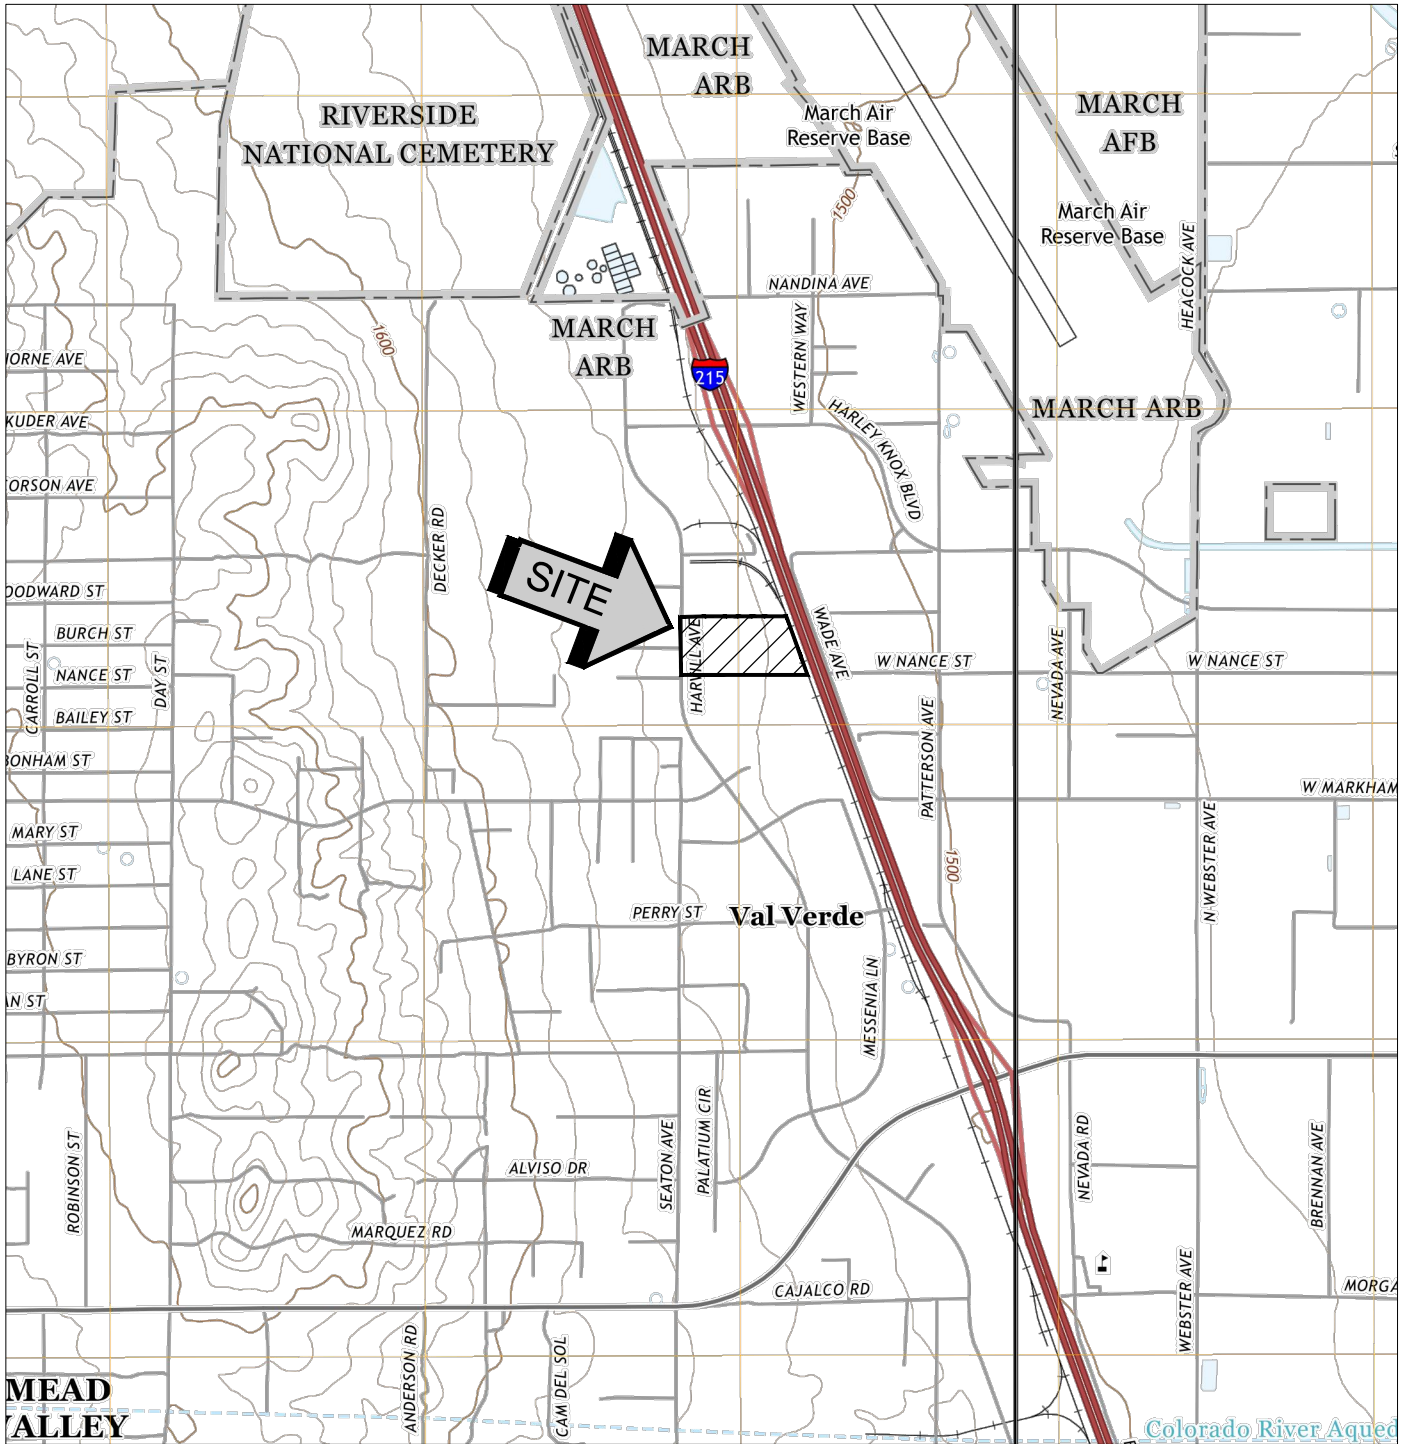 MARCH
ARB
RIVERSIDE
NATIONAL CEMETERY
March Air
Reserve Base
MARCH
AFB
1500
March Air
Reserve Base
HEACOCK AVE
NANDINA AVE
WESTERN WAY
MARCH
ARB
1600
215
HORNE AVE
MARCH ARB
HARLEY KNOX BLVD
KUDER AVE
CORSON AVE
DECKER RD
SITE
OODWARD ST
BURCH ST
CARROLL ST
NANCE ST
DAY ST
BAILEY ST
HARVILL AVE
WADE AVE
W NANCE ST
NEVADA AVE
W NANCE ST
PATTERSON AVE
BONHAM ST
W MARKHAM
MARY ST
LANE ST
1500
N WEBSTER AVE
PERRY ST
Val Verde
BYRON ST
MESSENIA LN
AN ST
PALATIUM CIR
SEATON AVE
ROBINSON ST
ALVISO DR
NEVADA RD
BRENNAN AVE
MARQUEZ RD
CAJALCO RD
WEBSTER AVE
MORGA
ANDERSON RD
CAM DEL SOL
MEAD
VALLEY
Colorado River Aqued